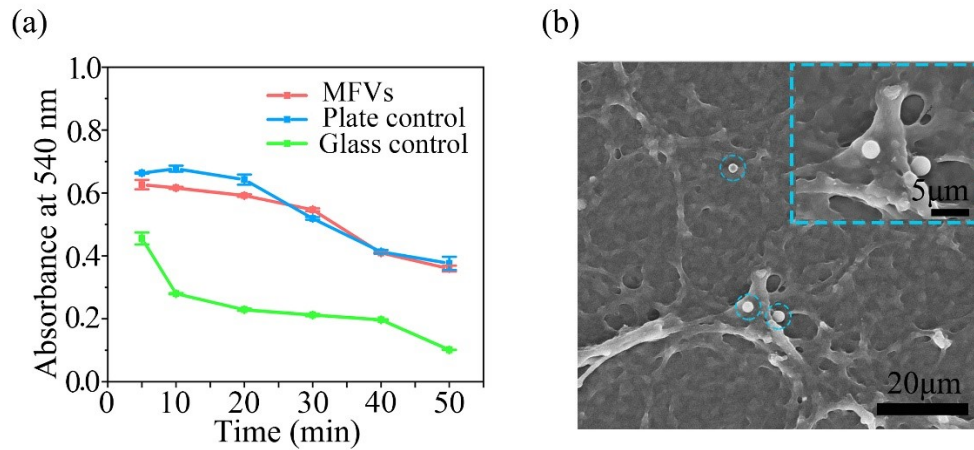 (a)
(b)
1.0
0.8
0.6
0.4
0.2
0.0
Absorbance at 540 nm
MFVs
Plate control
Glass control
0 10 20 30 40 50
Time (min)
5μm
20μm